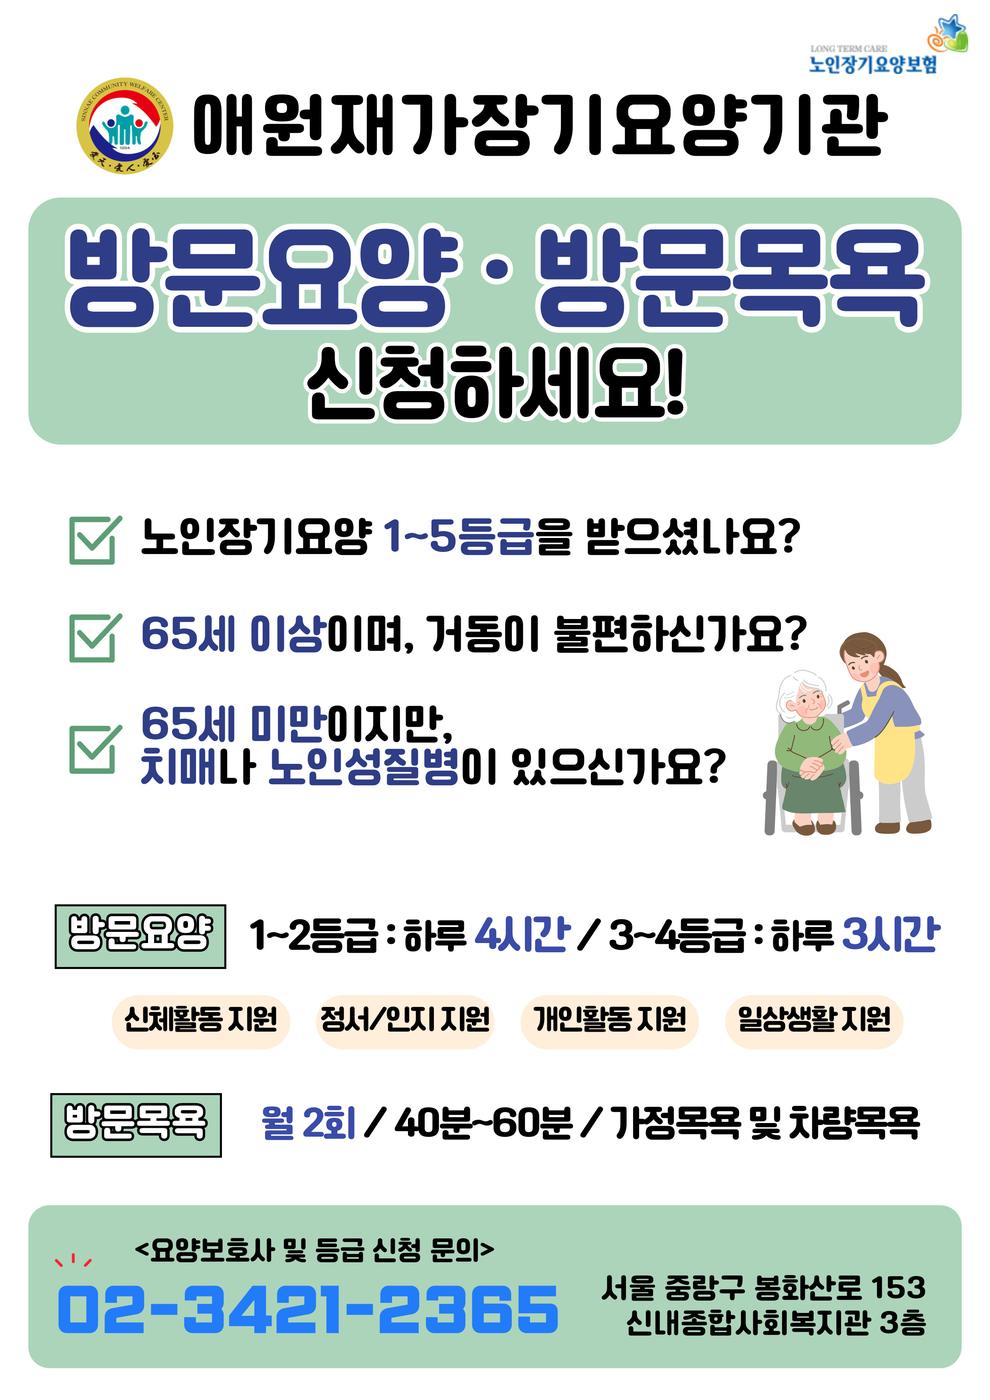 LONG TERM CARE
노인장기요양보험
SINNAE COMMUNITY WELFARE CENTER
애원재가장기요양기관
방문요양 · 방문목욕
신청하세요!
노인장기요양 1~5등급을 받으셨나요?
65세 이상이며, 거동이 불편하신가요?
65세 미만이지만,
치매나 노인성질병이 있으신가요?
방문요양 1~2등급 : 하루 4시간 / 3~4등급 : 하루 3시간
신체활동 지원 정서/인지 지원 개인활동 지원 일상생활 지원
방문목욕 월 2회 / 40분~60분 / 가정목욕 및 차량목욕
<요양보호사 및 등급 신청 문의>
02-3421-2365
서울 중랑구 봉화산로 153
신내종합사회복지관 3층